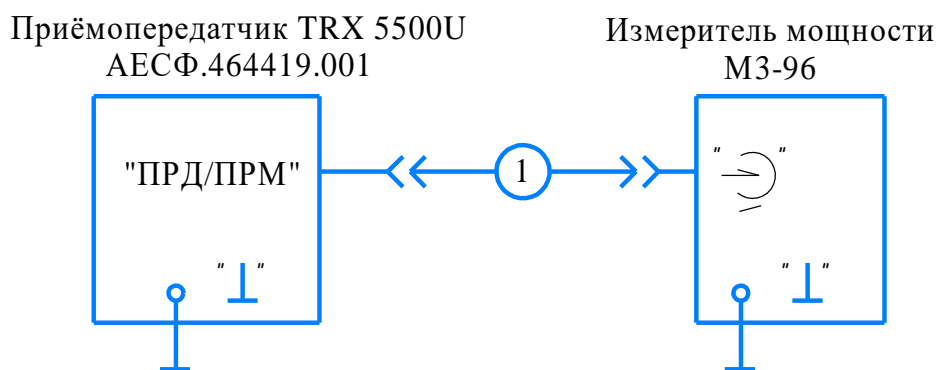 Приёмопередатчик TRX 5500U
АЕСФ.464419.001
Измеритель мощности
М3-96
"ПРД/ПРМ"
1